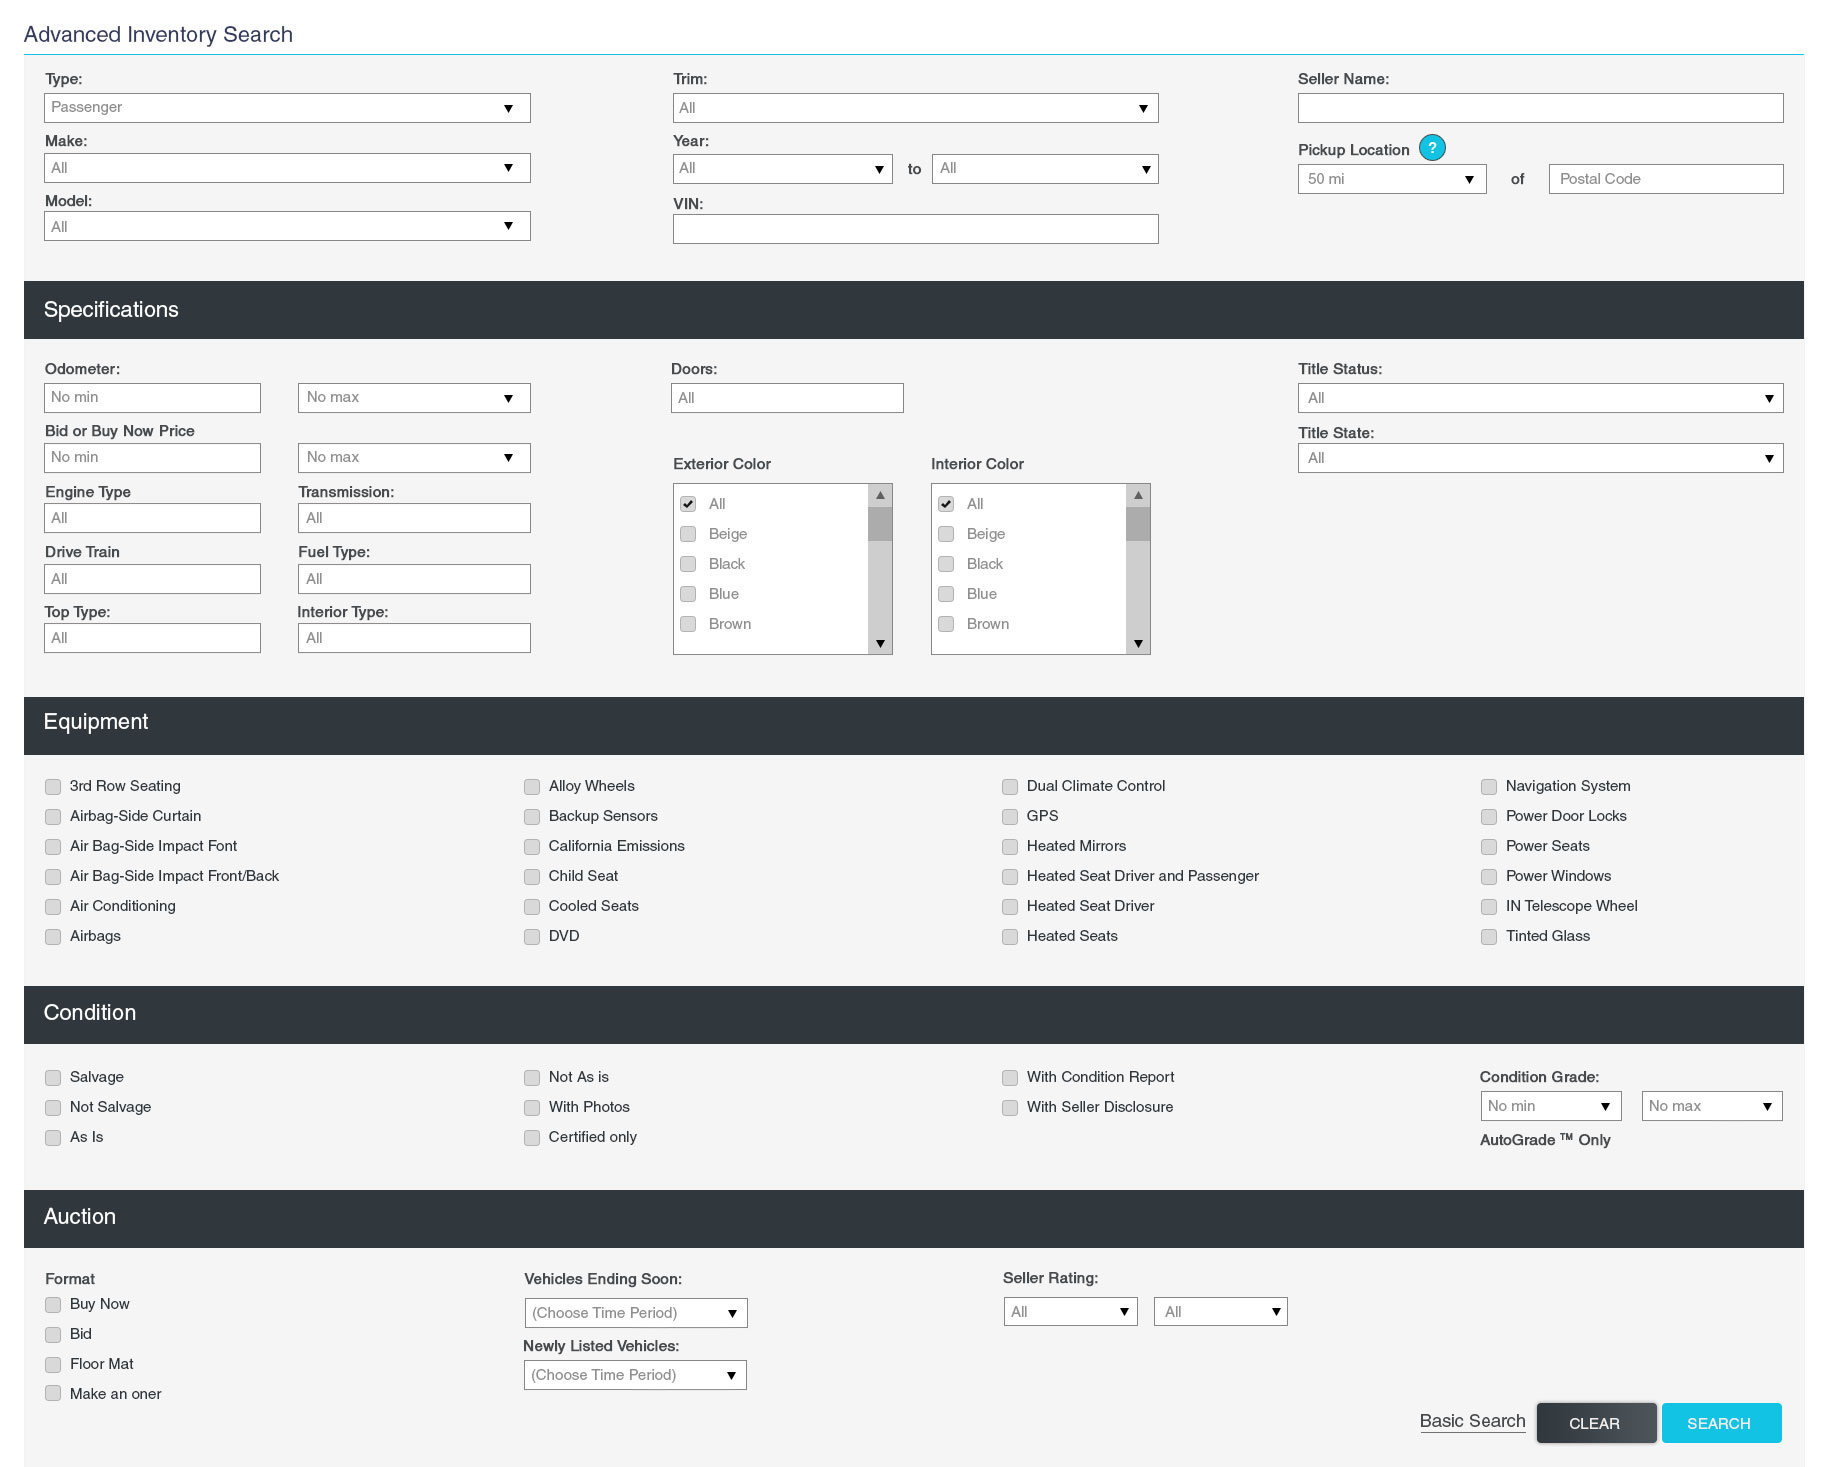 Advanced Inventory Search
Type:
Passenger
Make:
All
Model:
All
Trim:
All
Year:
All to All
VIN:
Seller Name:
Pickup Location ?
50 mi of Postal Code
Specifications
Odometer:
No min No max
Bid or Buy Now Price
No min No max
Engine Type Transmission:
All All
Drive Train Fuel Type:
All All
Top Type: Interior Type:
All All
Doors:
All
Exterior Color
All
Beige
Black
Blue
Brown
Interior Color
All
Beige
Black
Blue
Brown
Title Status:
All
Title State:
All
Equipment
3rd Row Seating
Airbag-Side Curtain
Air Bag-Side Impact Font
Air Bag-Side Impact Front/Back
Air Conditioning
Airbags
Alloy Wheels
Backup Sensors
California Emissions
Child Seat
Cooled Seats
DVD
Dual Climate Control
GPS
Heated Mirrors
Heated Seat Driver and Passenger
Heated Seat Driver
Heated Seats
Navigation System
Power Door Locks
Power Seats
Power Windows
IN Telescope Wheel
Tinted Glass
Condition
Salvage
Not Salvage
As Is
Not As is
With Photos
Certified only
With Condition Report
With Seller Disclosure
Condition Grade:
No min No max
AutoGrade ™ Only
Auction
Format
Buy Now
Bid
Floor Mat
Make an oner
Vehicles Ending Soon:
(Choose Time Period)
Newly Listed Vehicles:
(Choose Time Period)
Seller Rating:
All All
Basic Search CLEAR SEARCH